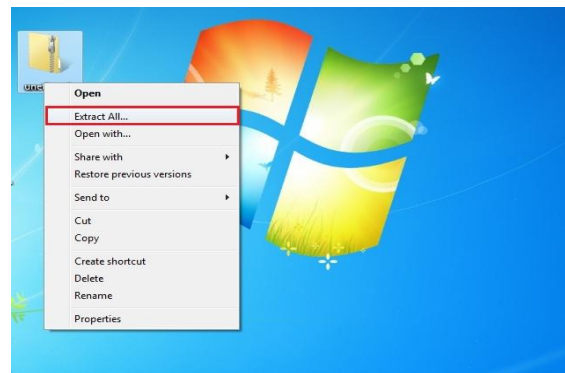 Open
Extract All...
Open with...
Share with
Restore previous versions
Send to
Cut
Copy
Create shortcut
Delete
Rename
Properties